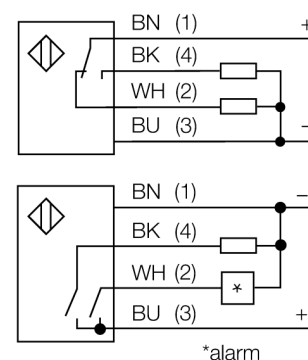 BN (1) +
BK (4)
WH (2)
BU (3) –
BN (1) –
BK (4)
WH (2)
*
BU (3) +
*alarm